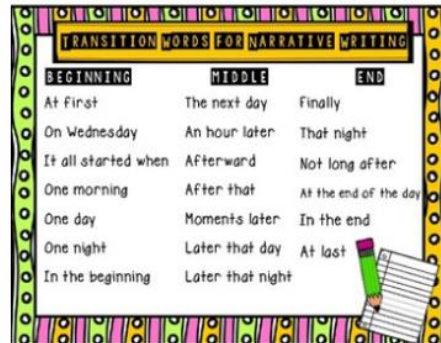 TRANSITION WORDS FOR NARRATIVE WRITING
BEGINNING MIDDLE END
At first The next day Finally
On Wednesday An hour later That night
It all started when Afterward Not long after
One morning After that At the end of the day
One day Moments later In the end
One night Later that day At last
In the beginning Later that night